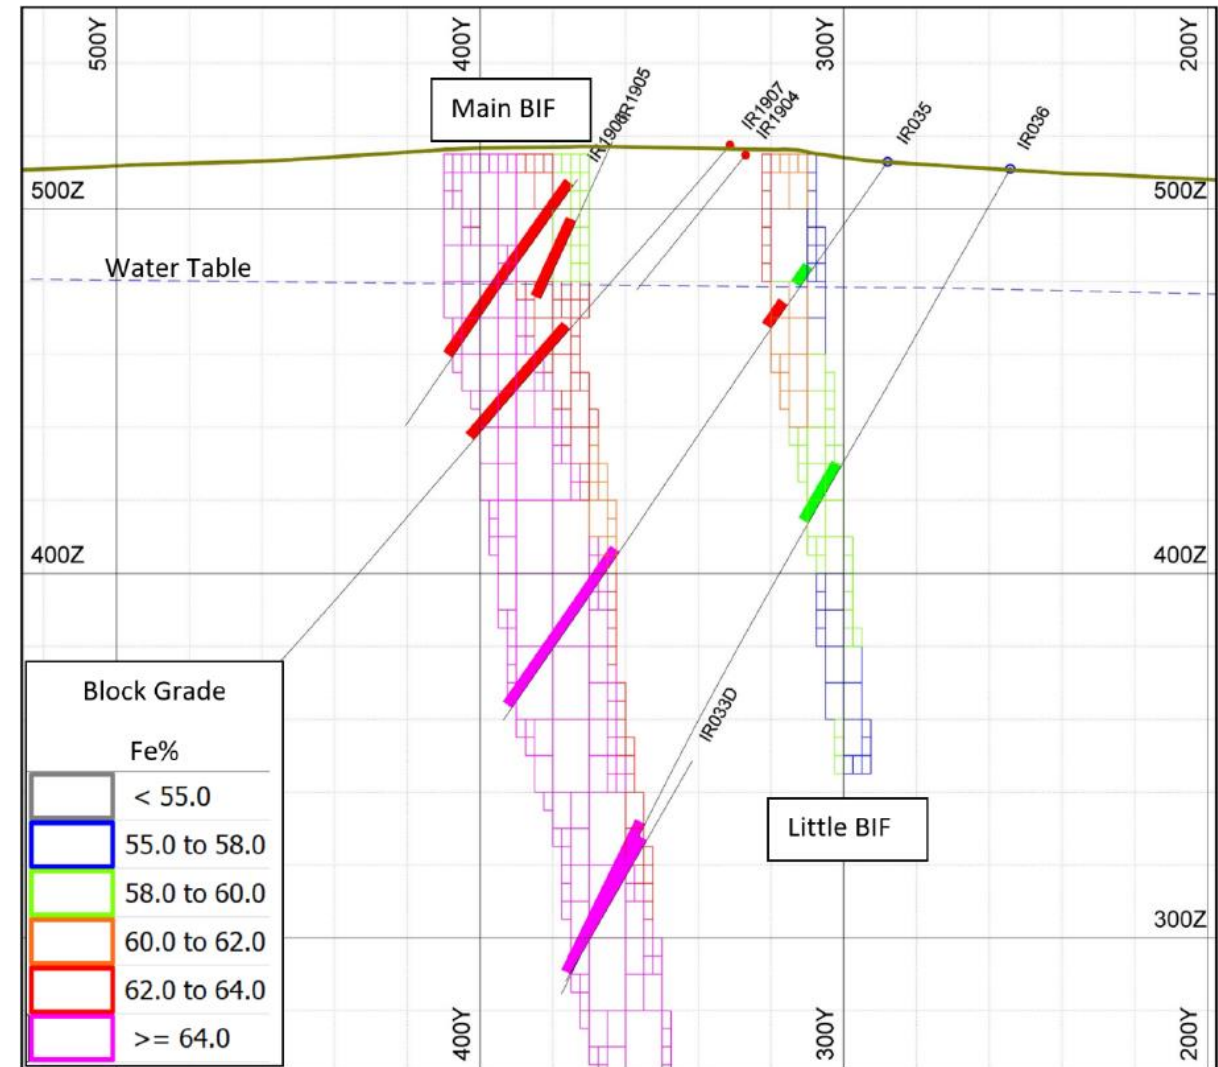 500Y
400Y
300Y
200Y
Main BIF
IR1905
IR1907
IR1904
IR035
IR036
500Z
500Z
Water Table
400Z
400Z
IR033D
Block Grade
Fe%
< 55.0
55.0 to 58.0
58.0 to 60.0
60.0 to 62.0
62.0 to 64.0
>= 64.0
Little BIF
300Z
400Y
300Y
200Y